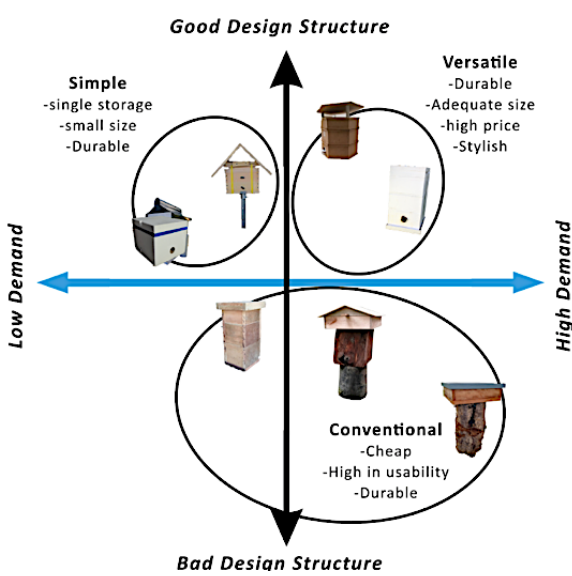 Good Design Structure
Simple
-single storage
-small size
-Durable
Versatile
-Durable
-Adequate size
-high price
-Stylish
Low Demand
High Demand
Conventional
-Cheap
-High in usability
-Durable
Bad Design Structure